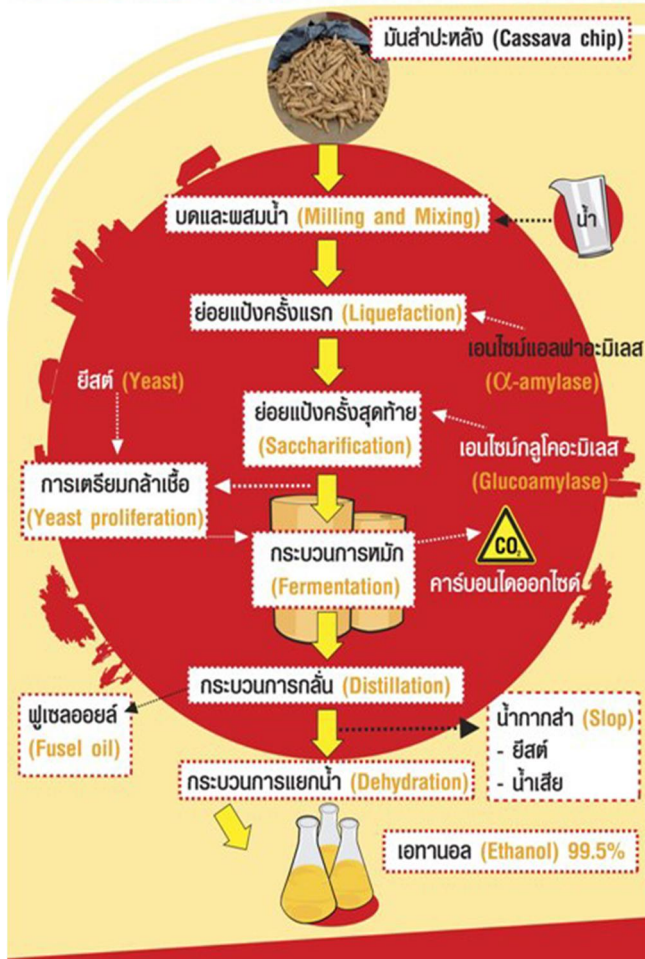 มันสำปะหลัง (Cassava chip)
บดและผสมน้ำ (Milling and Mixing)
น้ำ
ย่อยแป้งครั้งแรก (Liquefaction)
เอนไซม์แอลฟาอะมิเลส
(α-amylase)
ยีสต์ (Yeast)
ย่อยแป้งครั้งสุดท้าย
(Saccharification)
เอนไซม์กลูโคอะมิเลส
(Glucoamylase)
การเตรียมกล้าเชื้อ
(Yeast proliferation)
กระบวนการหมัก
(Fermentation)
CO₂
คาร์บอนไดออกไซด์
กระบวนการกลั่น (Distillation)
ฟูเซลออยล์
(Fusel oil)
น้ำกากส่า (Slop)
- ยีสต์
- น้ำเสีย
กระบวนการแยกน้ำ (Dehydration)
เอทานอล (Ethanol) 99.5%